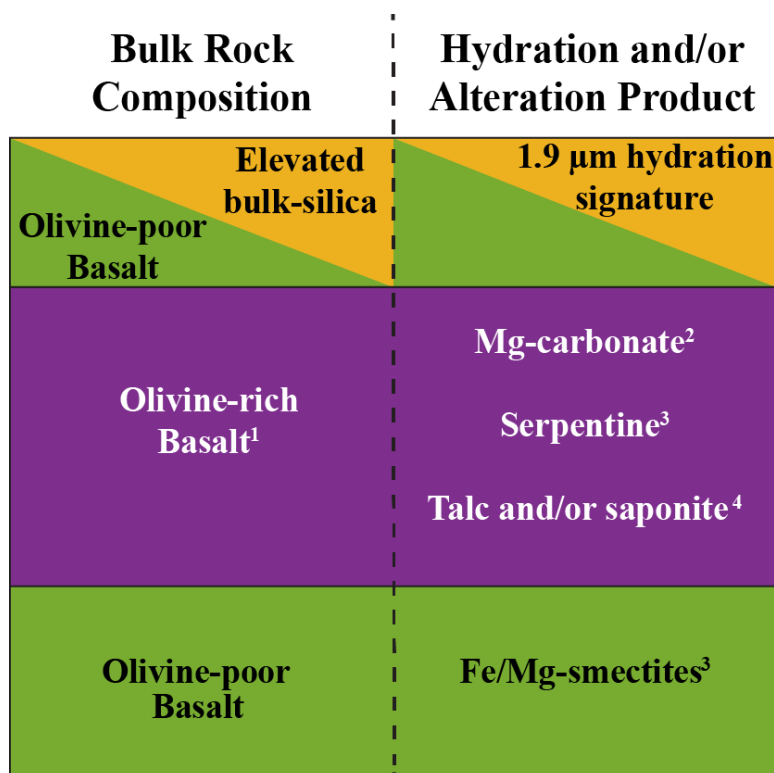 Bulk Rock
Composition
Hydration and/or
Alteration Product
Elevated
bulk-silica
Olivine-poor
Basalt
1.9 µm hydration
signature
Olivine-rich
Basalt¹
Mg-carbonate²
Serpentine³
Talc and/or saponite⁴
Olivine-poor
Basalt
Fe/Mg-smectites³